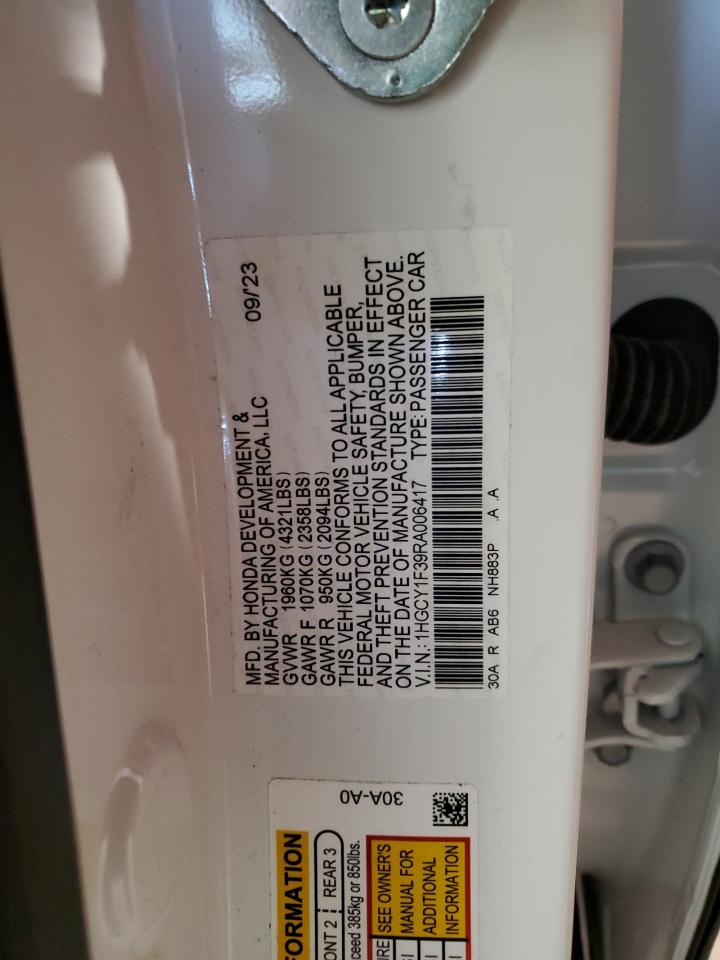 MFD. BY HONDA DEVELOPMENT & 09/'23
MANUFACTURING OF AMERICA, LLC
GVWR 1960KG (4321LBS)
GAWR F 1070KG (2358LBS)
GAWR R 950KG (2094LBS)
THIS VEHICLE CONFORMS TO ALL APPLICABLE
FEDERAL MOTOR VEHICLE SAFETY, BUMPER,
AND THEFT PREVENTION STANDARDS IN EFFECT
ON THE DATE OF MANUFACTURE SHOWN ABOVE.
V.I.N.: 1HGCY1F39RA006417 TYPE: PASSENGER CAR
30A R AB6 NH883P .A .A
ORMATION
ONT 2 REAR 3
ceed 385kg or 850lbs.
SEE OWNER'S
MANUAL FOR
ADDITIONAL
INFORMATION
30A-A0